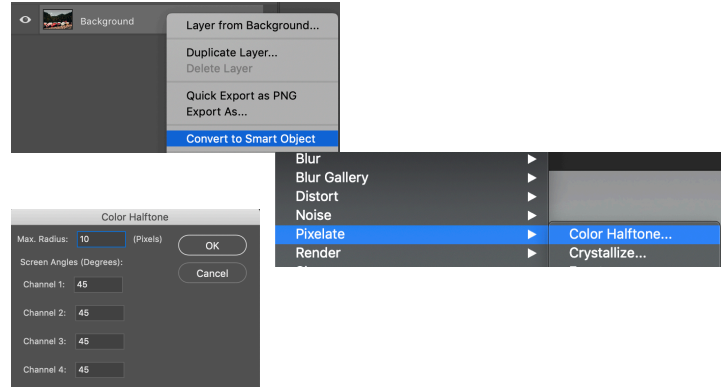 Background
Layer from Background...
Duplicate Layer...
Delete Layer
Quick Export as PNG
Export As...
Convert to Smart Object
Blur
Blur Gallery
Distort
Noise
Pixelate
Render
Color Halftone...
Crystallize...
Color Halftone
Max. Radius: 10 (Pixels) OK
Screen Angles (Degrees): Cancel
Channel 1: 45
Channel 2: 45
Channel 3: 45
Channel 4: 45